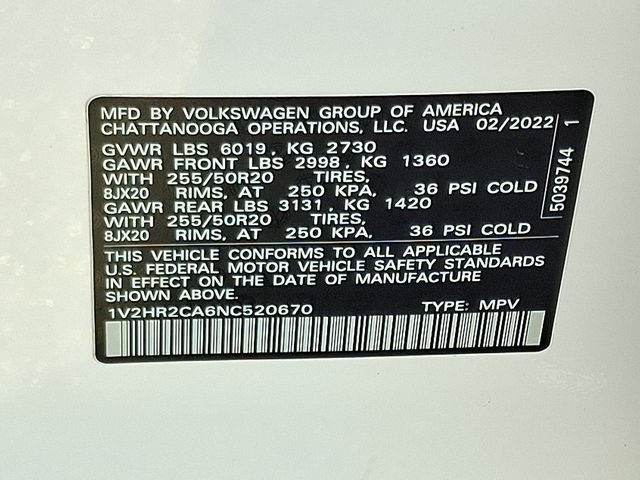 MFD BY VOLKSWAGEN GROUP OF AMERICA
CHATTANOOGA OPERATIONS, LLC. USA 02/2022
GVWR LBS 6019, KG 2730
GAWR FRONT LBS 2998, KG 1360
WITH 255/50R20 TIRES,
8JX20 RIMS, AT 250 KPA, 36 PSI COLD
GAWR REAR LBS 3131, KG 1420
WITH 255/50R20 TIRES,
8JX20 RIMS, AT 250 KPA, 36 PSI COLD
THIS VEHICLE CONFORMS TO ALL APPLICABLE
U.S. FEDERAL MOTOR VEHICLE SAFETY STANDARDS
IN EFFECT ON THE DATE OF MANUFACTURE
SHOWN ABOVE.
1V2HR2CA6NC520670 TYPE: MPV
5039744 1